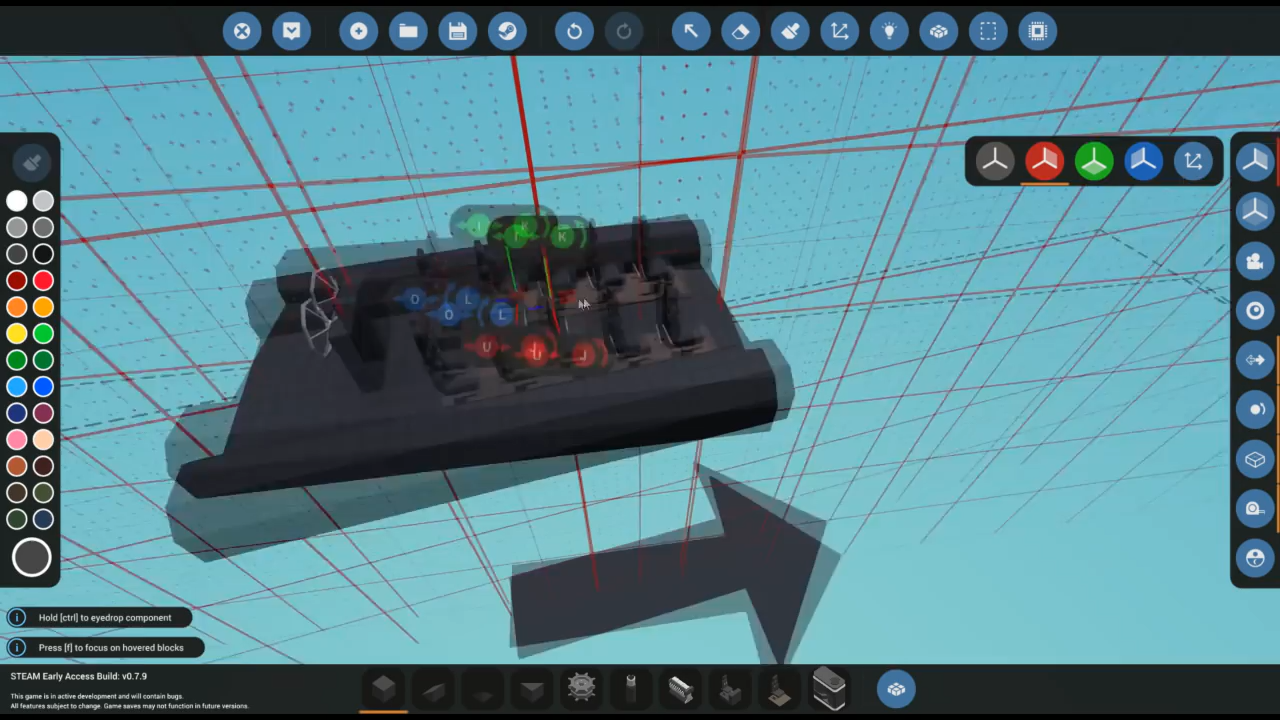 I K
K
O L
O L
U U J
Hold [ctrl] to eyedrop component
Press [f] to focus on hovered blocks
STEAM Early Access Build: v0.7.9
This game is in active development and will contain bugs.
All features subject to change. Game saves may not function in future versions.